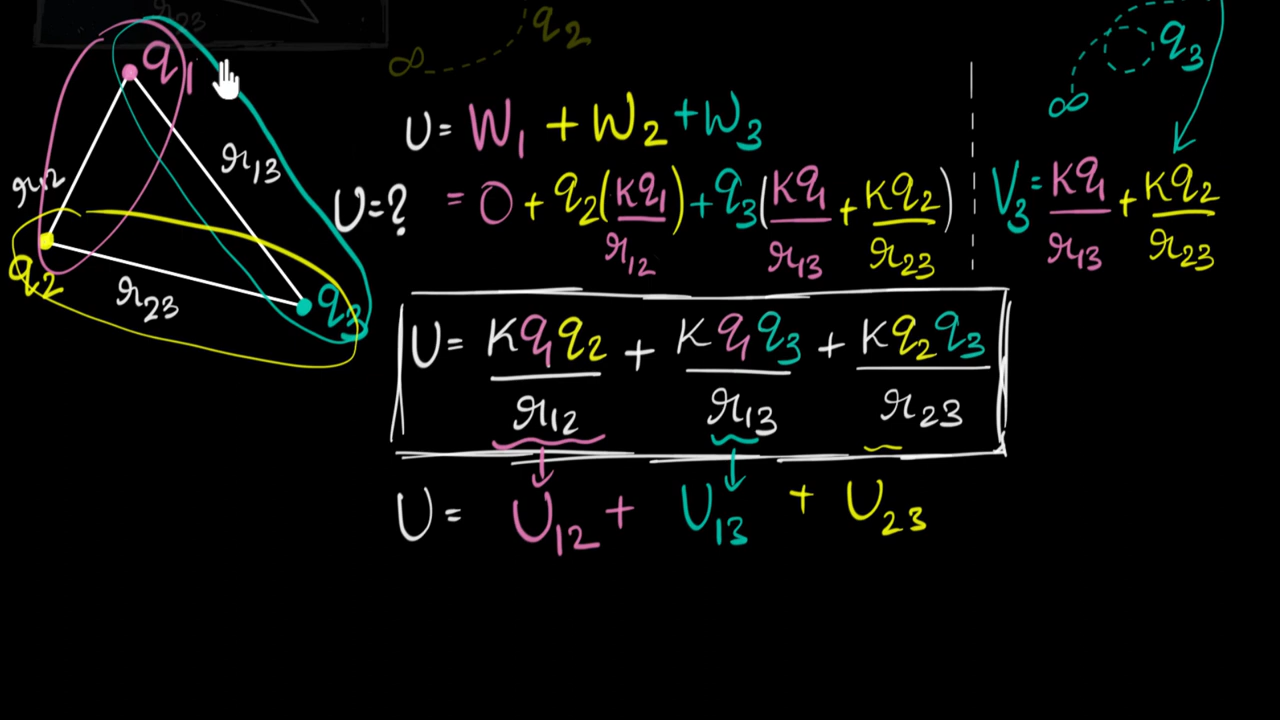 r23
∞ q2
∞ q3
q1
r12
r13
q2
r23
q3
U = W1 + W2 + W3
U=? = 0 + q2(Kq1/r12) + q3(Kq1/r13 + Kq2/r23)
V3 = Kq1/r13 + Kq2/r23
U = Kq1q2/r12 + Kq1q3/r13 + Kq2q3/r23
U = U12 + U13 + U23